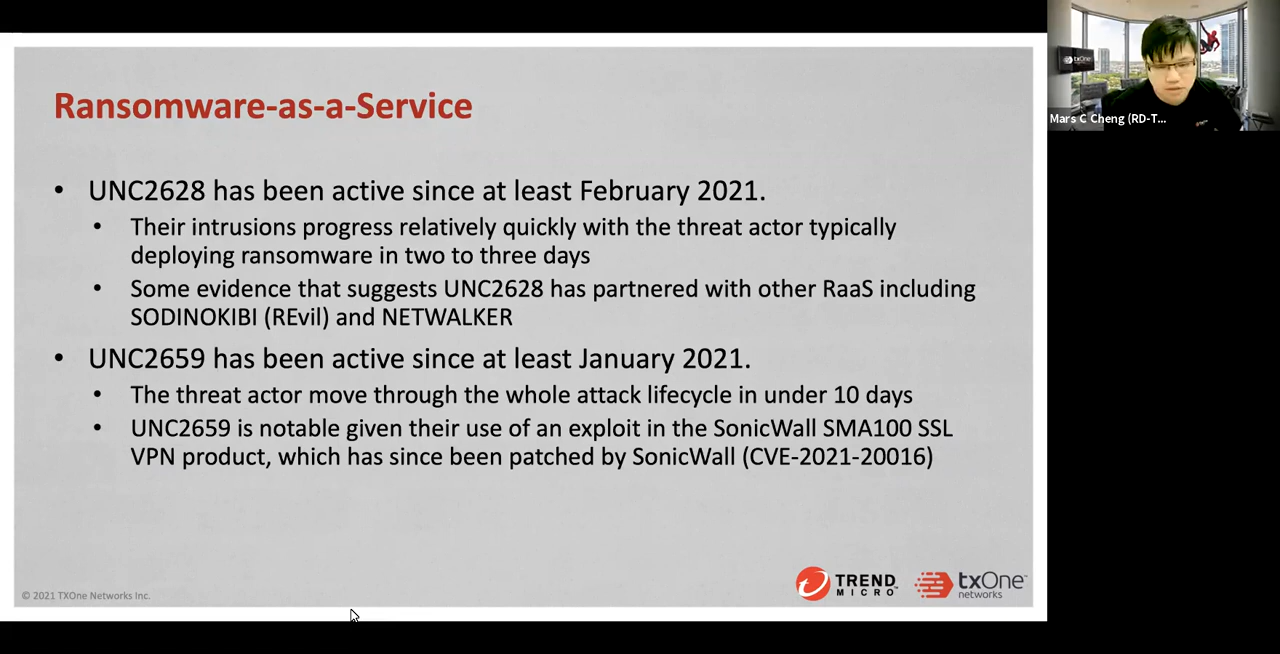 Ransomware-as-a-Service
• UNC2628 has been active since at least February 2021.
• Their intrusions progress relatively quickly with the threat actor typically
deploying ransomware in two to three days
• Some evidence that suggests UNC2628 has partnered with other RaaS including
SODINOKIBI (REvil) and NETWALKER
• UNC2659 has been active since at least January 2021.
• The threat actor move through the whole attack lifecycle in under 10 days
• UNC2659 is notable given their use of an exploit in the SonicWall SMA100 SSL
VPN product, which has since been patched by SonicWall (CVE-2021-20016)
© 2021 TXOne Networks Inc.
TREND
MICRO™
txOne™
networks
txOne
Mars C Cheng (RD-T...